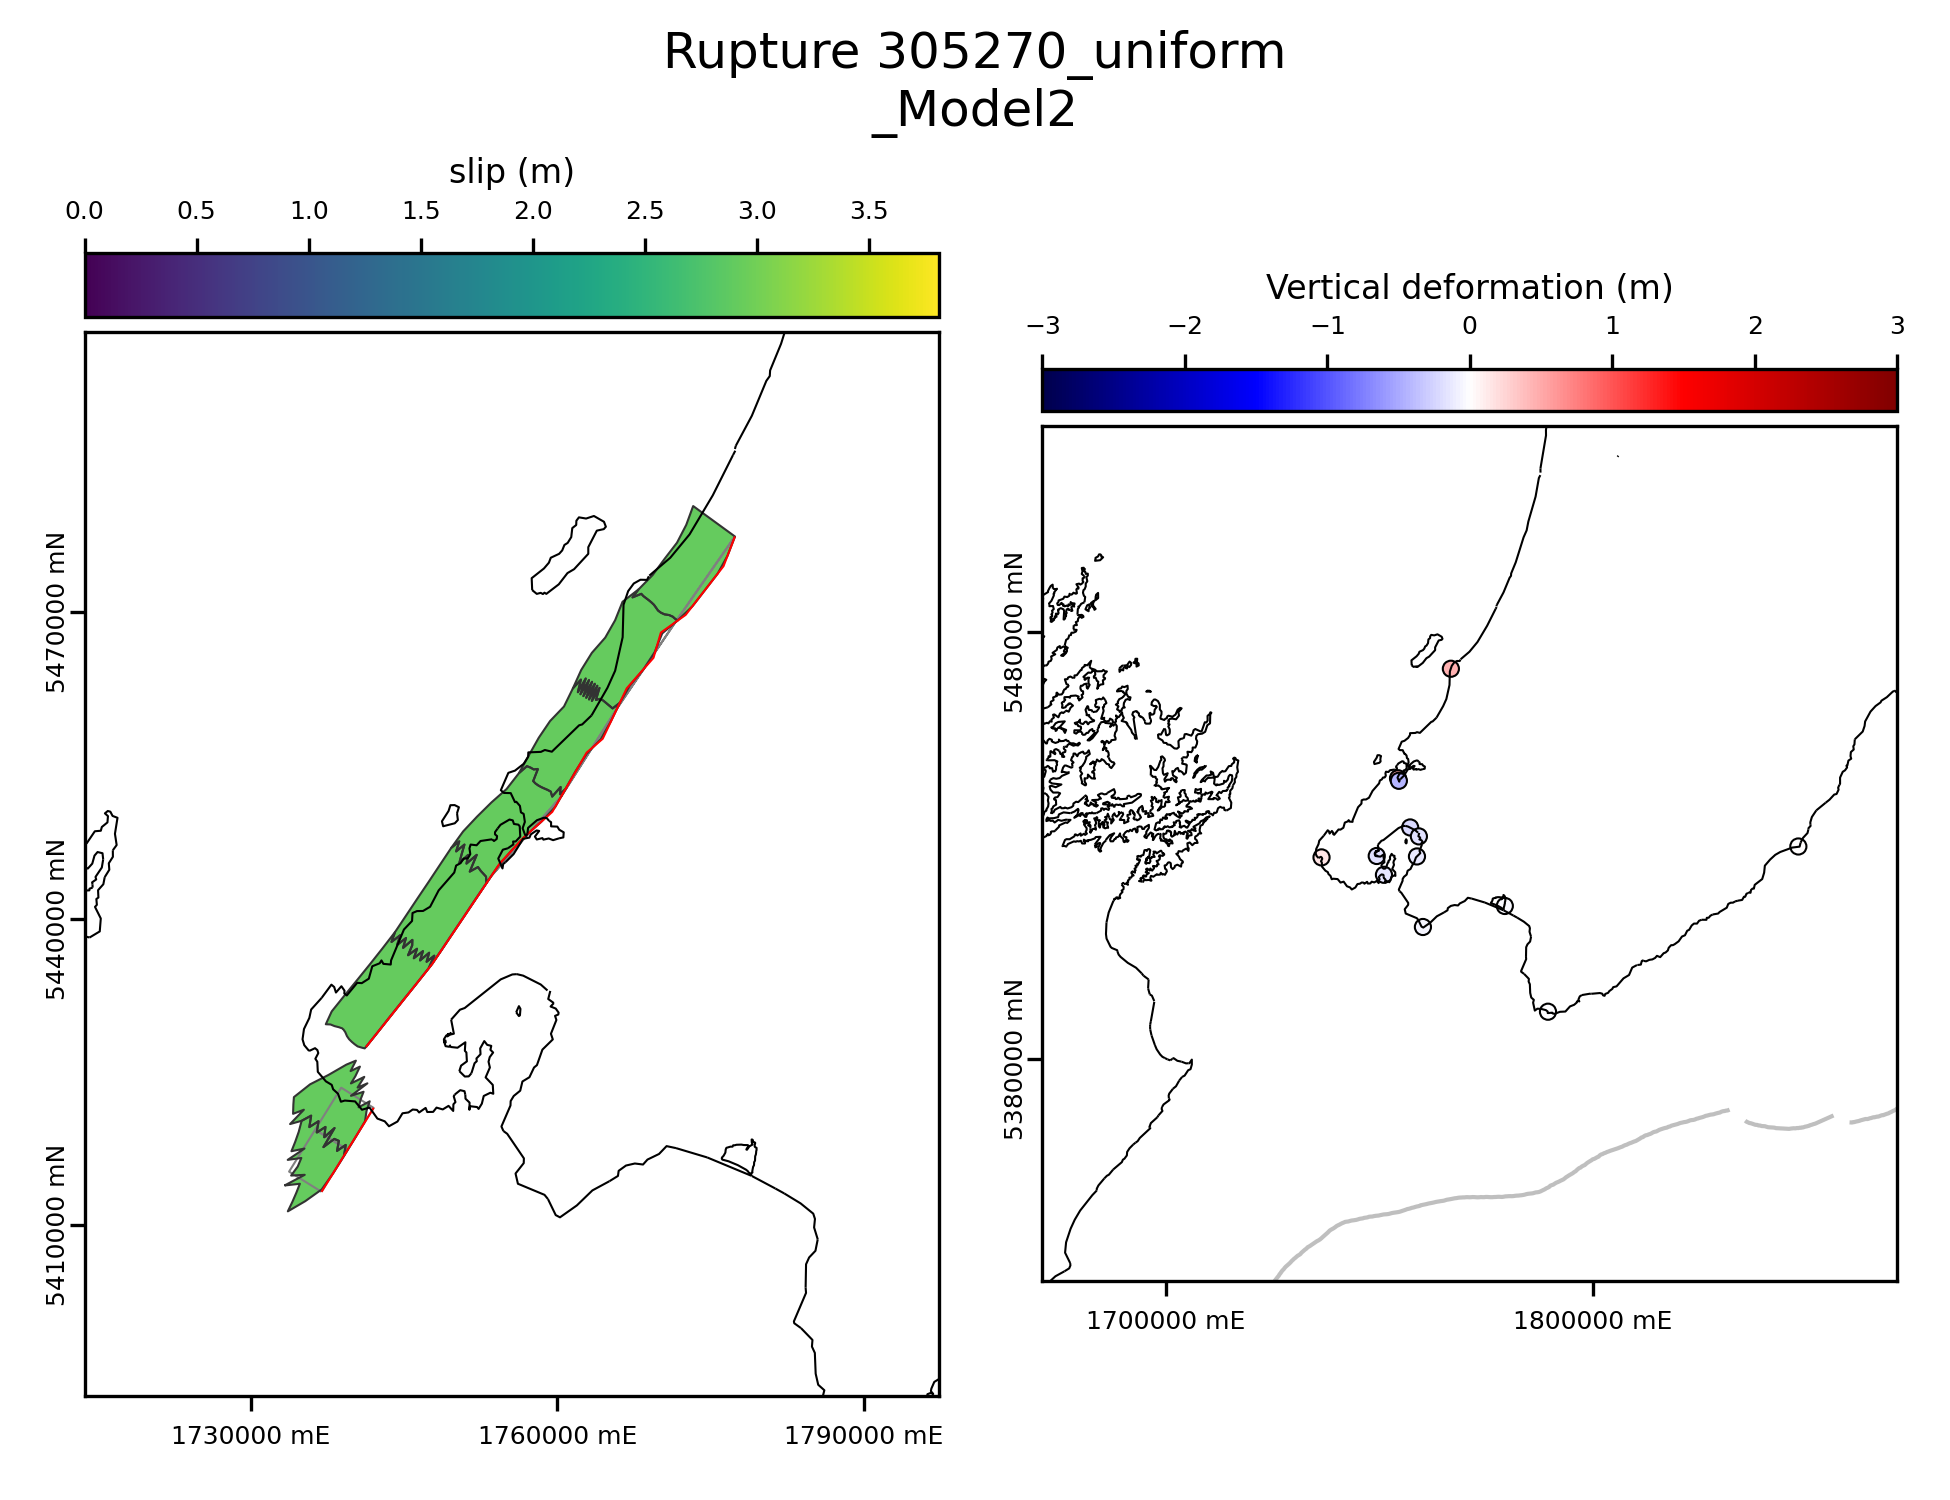 Rupture 305270_uniform
_Model2
slip (m)
0.0 0.5 1.0 1.5 2.0 2.5 3.0 3.5
5470000 mN
5440000 mN
5410000 mN
1730000 mE 1760000 mE 1790000 mE
Vertical deformation (m)
−3 −2 −1 0 1 2 3
5480000 mN
5380000 mN
1700000 mE 1800000 mE